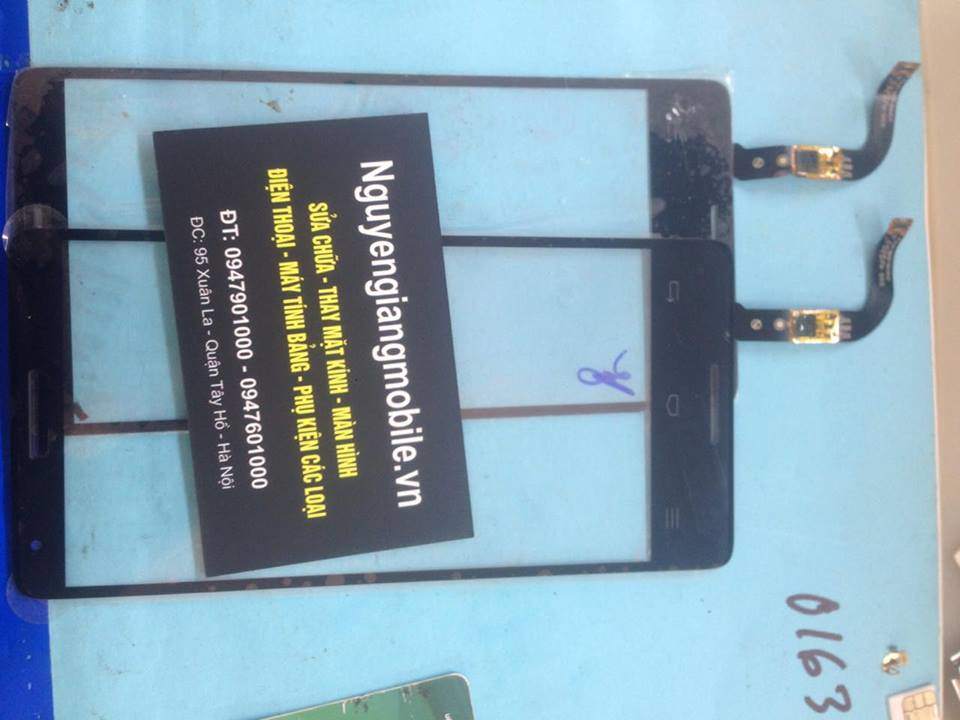 Nguyengiangmobile.vn
SỬA CHỮA - THAY MẶT KÍNH - MÀN HÌNH
ĐIỆN THOẠI - MÁY TÍNH BẢNG - PHỤ KIỆN CÁC LOẠI
ĐT: 0947901000 - 0947601000
ĐC: 95 Xuân La - Quận Tây Hồ - Hà Nội
0163